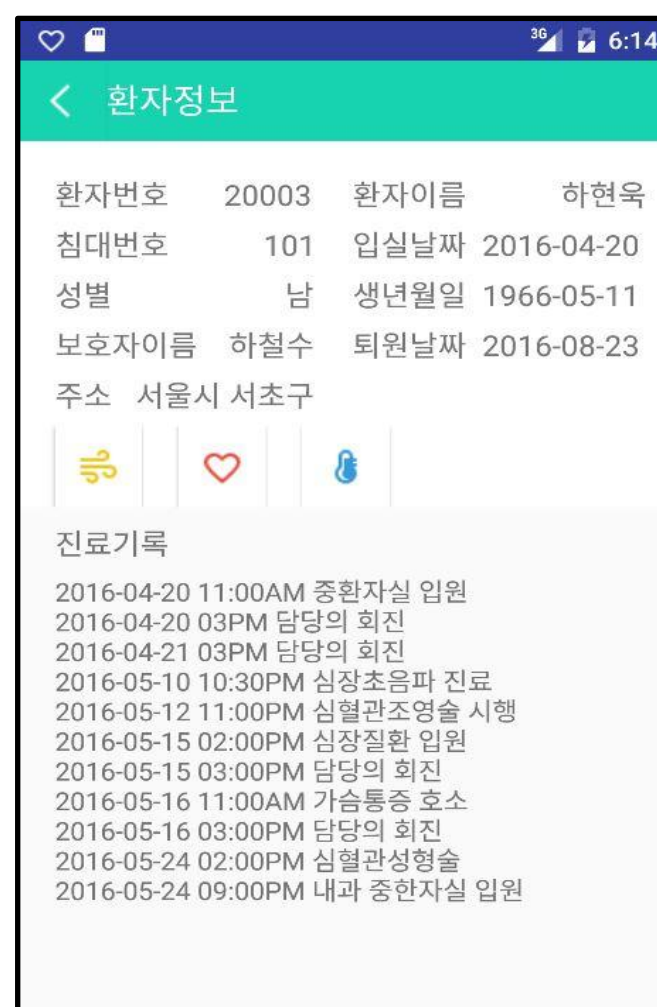 3G 6:14
환자정보
환자번호 20003 환자이름 하현욱
침대번호 101 입실날짜 2016-04-20
성별 남 생년월일 1966-05-11
보호자이름 하철수 퇴원날짜 2016-08-23
주소 서울시 서초구
진료기록
2016-04-20 11:00AM 중환자실 입원
2016-04-20 03PM 담당의 회진
2016-04-21 03PM 담당의 회진
2016-05-10 10:30PM 심장초음파 진료
2016-05-12 11:00PM 심혈관조영술 시행
2016-05-15 02:00PM 심장질환 입원
2016-05-15 03:00PM 담당의 회진
2016-05-16 11:00AM 가슴통증 호소
2016-05-16 03:00PM 담당의 회진
2016-05-24 02:00PM 심혈관성형술
2016-05-24 09:00PM 내과 중한자실 입원